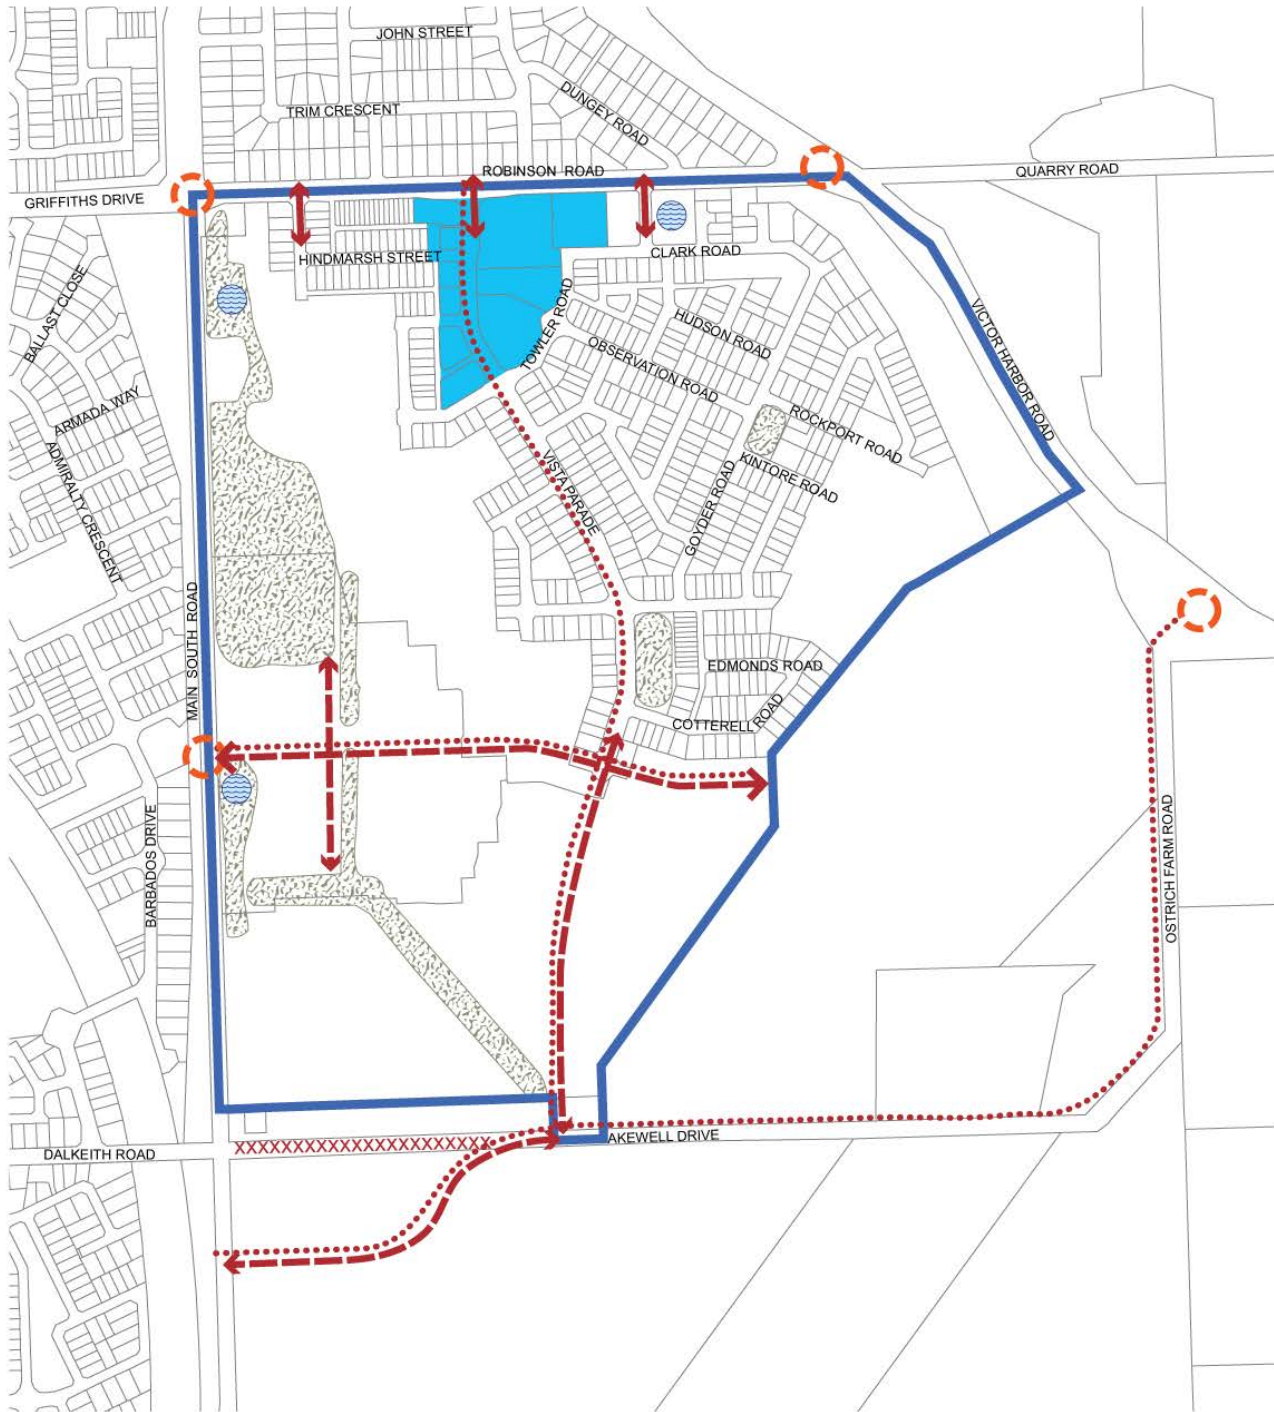 JOHN STREET
TRIM CRESCENT
DUNGEY ROAD
ROBINSON ROAD
QUARRY ROAD
GRIFFITHS DRIVE
HINDMARSH STREET
CLARK ROAD
BALLAST CLOSE
TOWLER ROAD
HUDSON ROAD
VICTOR HARBOR ROAD
OBSERVATION ROAD
ARMADA WAY
ROCKPORT ROAD
ADMIRALTY CRESCENT
VISTA PARADE
KINTORE ROAD
GOYDER ROAD
MAIN SOUTH ROAD
EDMONDS ROAD
COTTERELL ROAD
BARBADOS DRIVE
OSTRICH FARM ROAD
AKEWELL DRIVE
XXXXXXXXXXXXXXXXXXXXXX
DALKEITH ROAD